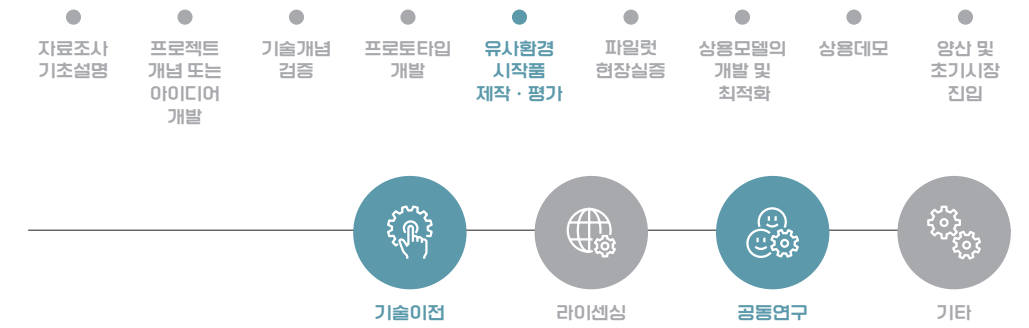 자료조사
기초설명
프로젝트
개념 또는
아이디어
개발
기술개념
검증
프로토타입
개발
유사환경
시작품
제작 · 평가
파일럿
현장실증
상용모델의
개발 및
최적화
상용데모
양산 및
초기시장
진입
기술이전
라이센싱
공동연구
기타